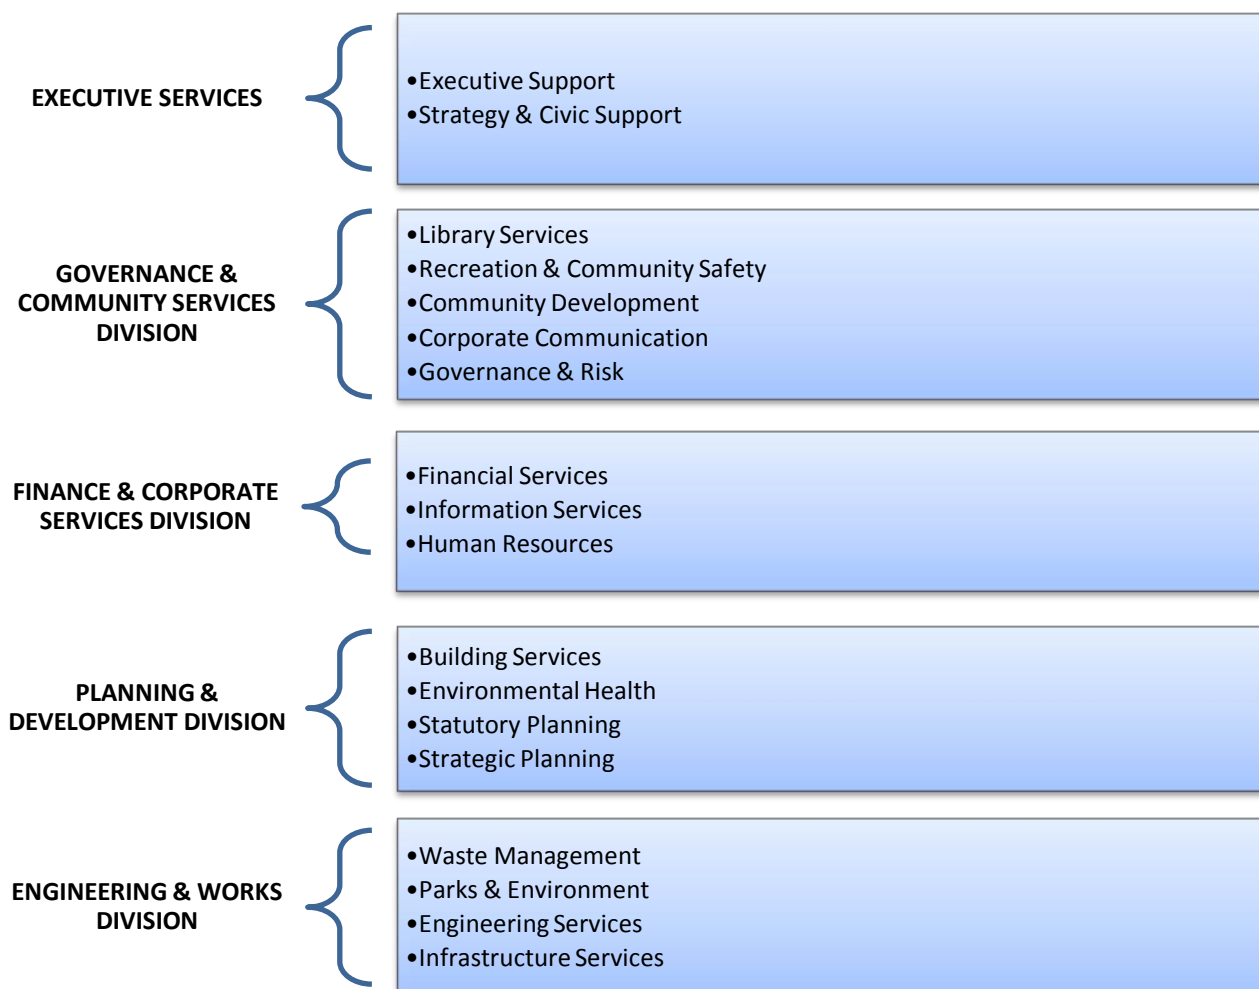 EXECUTIVE SERVICES
•Executive Support
•Strategy & Civic Support
GOVERNANCE &
COMMUNITY SERVICES
DIVISION
•Library Services
•Recreation & Community Safety
•Community Development
•Corporate Communication
•Governance & Risk
FINANCE & CORPORATE
SERVICES DIVISION
•Financial Services
•Information Services
•Human Resources
PLANNING &
DEVELOPMENT DIVISION
•Building Services
•Environmental Health
•Statutory Planning
•Strategic Planning
ENGINEERING & WORKS
DIVISION
•Waste Management
•Parks & Environment
•Engineering Services
•Infrastructure Services